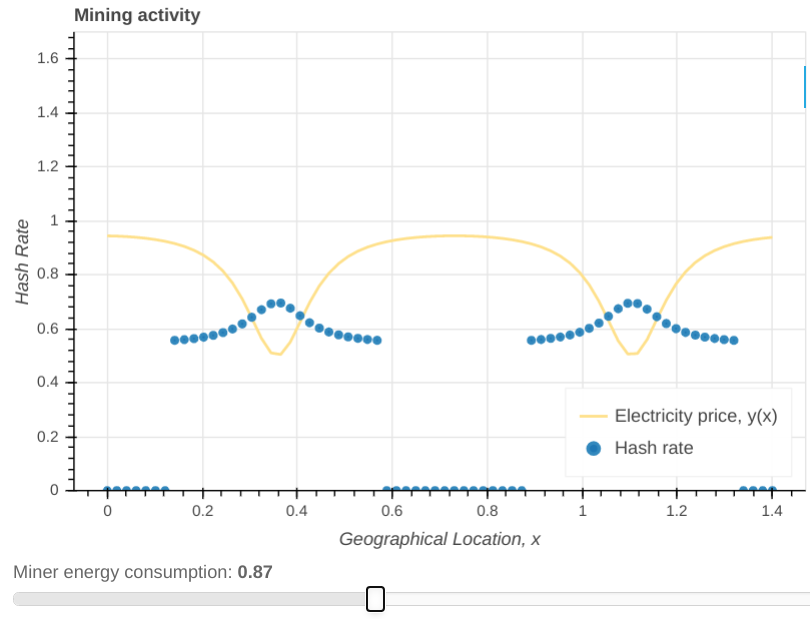 Mining activity
1.6
1.4
1.2
1
0.8
0.6
0.4
0.2
0
Hash Rate
Electricity price, y(x)
Hash rate
0 0.2 0.4 0.6 0.8 1 1.2 1.4
Geographical Location, x
Miner energy consumption: 0.87